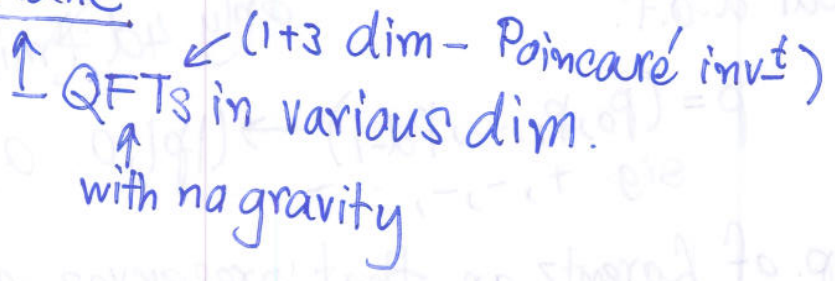 (1+3 dim - Poincaré inv.t)
QFTs in various dim.
with no gravity